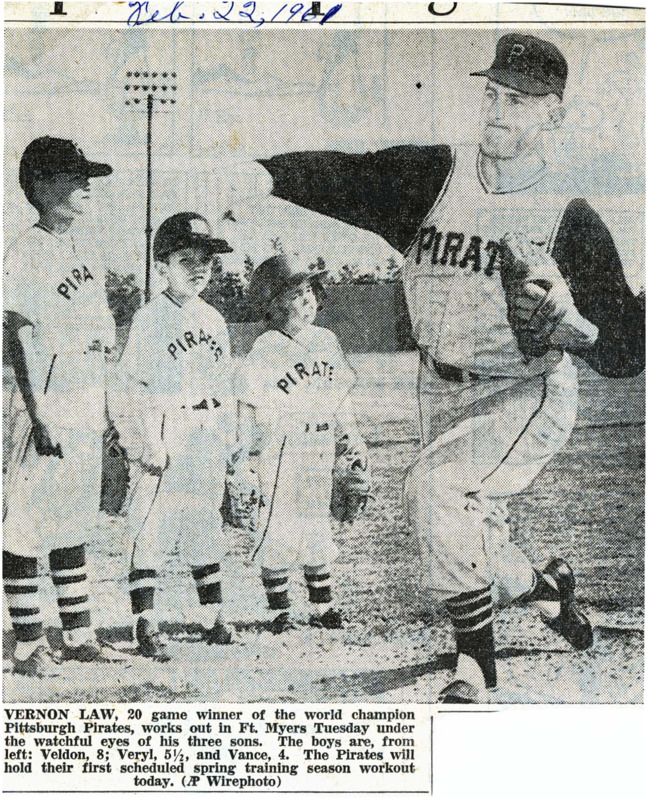 Feb. 22, 1961
P
PIRA
PIRATES
PIRATE
PIRAT
VERNON LAW, 20 game winner of the world champion
Pittsburgh Pirates, works out in Ft. Myers Tuesday under
the watchful eyes of his three sons. The boys are, from
left: Veldon, 8; Veryl, 5½, and Vance, 4. The Pirates will
hold their first scheduled spring training season workout
today. (AP Wirephoto)